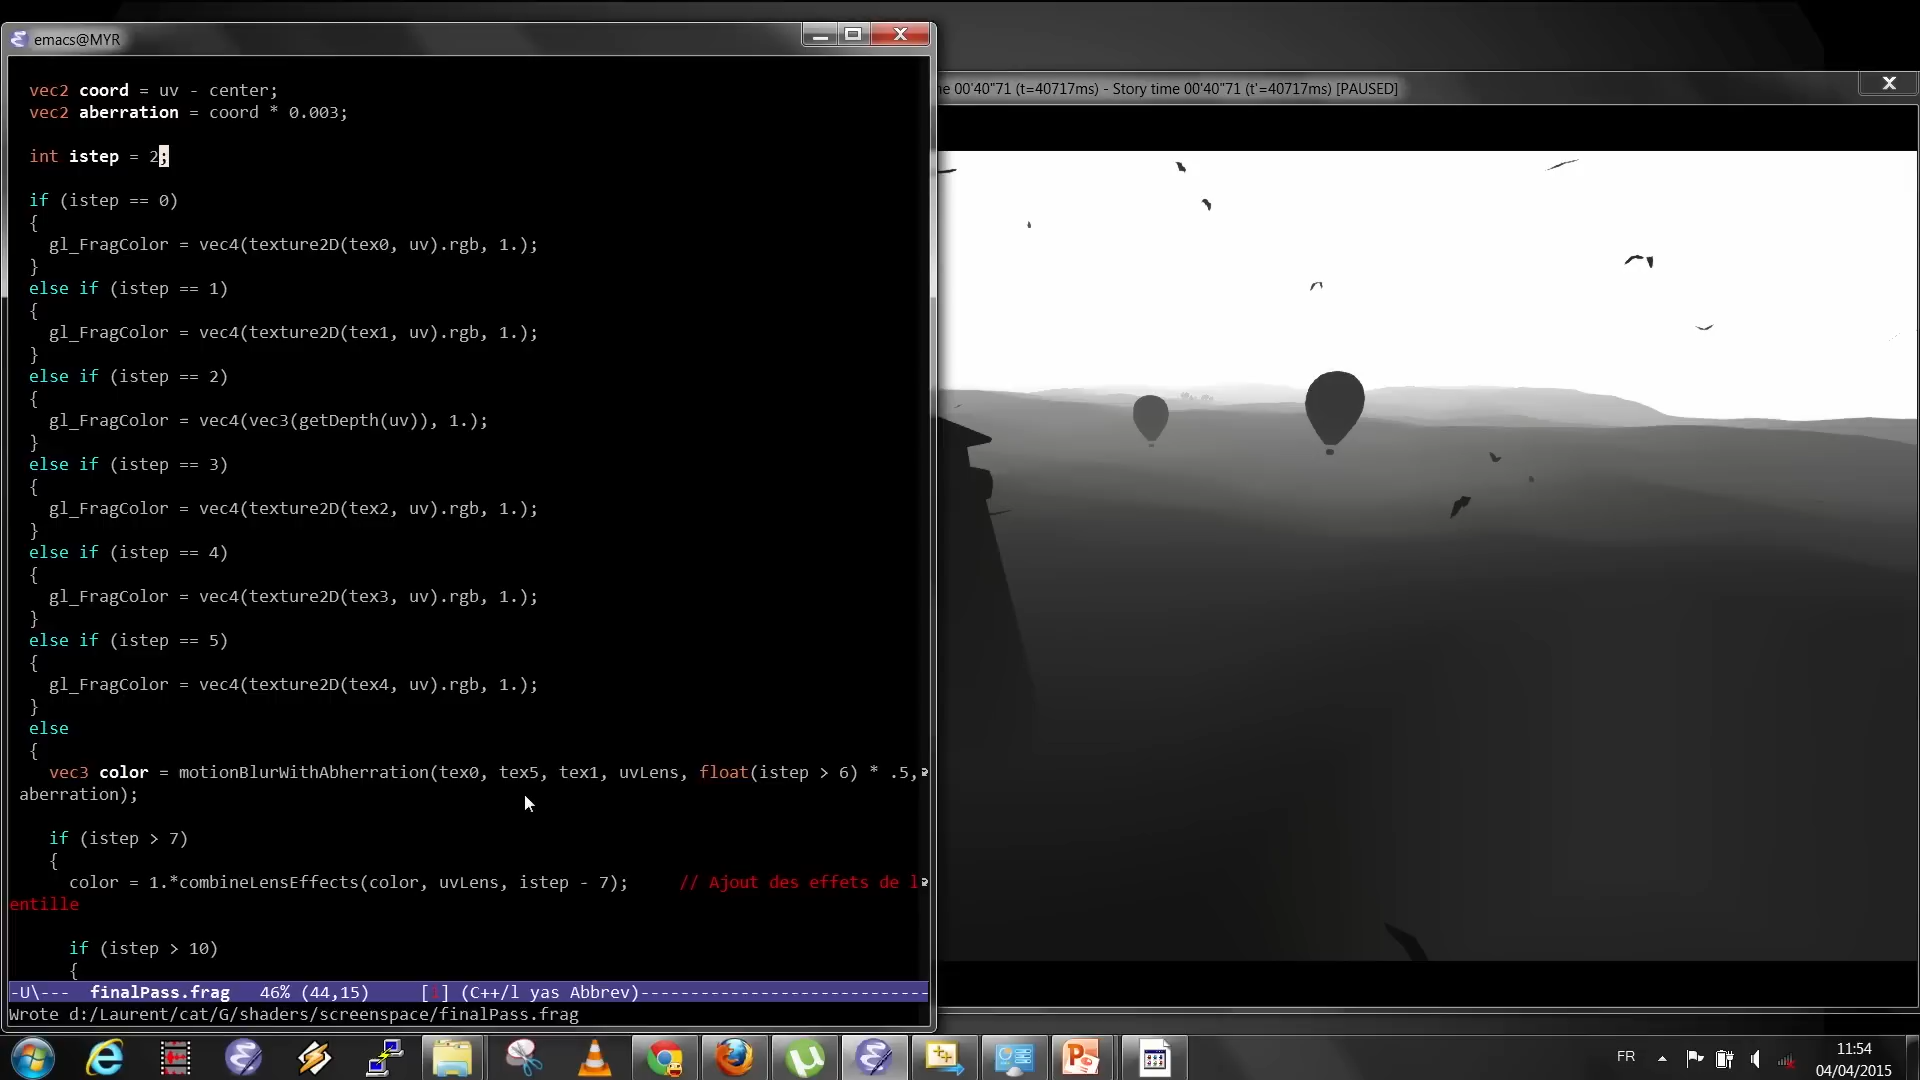 emacs@MYR
vec2 coord = uv - center;
vec2 aberration = coord * 0.003;
int istep = 2;
if (istep == 0)
{
gl_FragColor = vec4(texture2D(tex0, uv).rgb, 1.);
}
else if (istep == 1)
{
gl_FragColor = vec4(texture2D(tex1, uv).rgb, 1.);
}
else if (istep == 2)
{
gl_FragColor = vec4(vec3(getDepth(uv)), 1.);
}
else if (istep == 3)
{
gl_FragColor = vec4(texture2D(tex2, uv).rgb, 1.);
}
else if (istep == 4)
{
gl_FragColor = vec4(texture2D(tex3, uv).rgb, 1.);
}
else if (istep == 5)
{
gl_FragColor = vec4(texture2D(tex4, uv).rgb, 1.);
}
else
{
vec3 color = motionBlurWithAbherration(tex0, tex5, tex1, uvLens, float(istep > 6) * .5,
aberration);
if (istep > 7)
{
color = 1.*combineLensEffects(color, uvLens, istep - 7); // Ajout des effets de l
entille
if (istep > 10)
{
-U\--- finalPass.frag 46% (44,15) [] (C++/l yas Abbrev)-----------------------------
Wrote d:/Laurent/cat/G/shaders/screenspace/finalPass.frag
ne 00'40"71 (t=40717ms) - Story time 00'40"71 (t'=40717ms) [PAUSED]
FR
11:54
04/04/2015